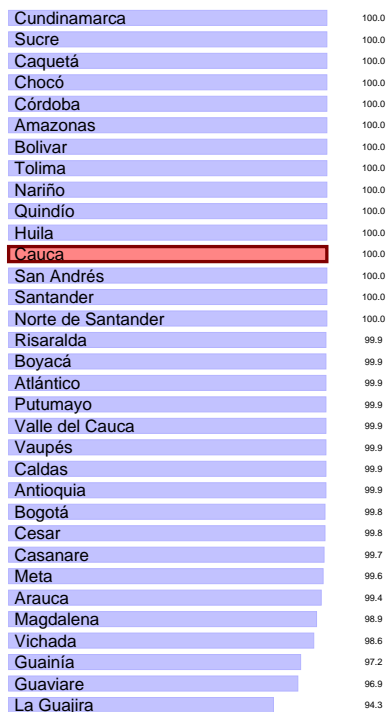 Cundinamarca 100.0
Sucre 100.0
Caquetá 100.0
Chocó 100.0
Córdoba 100.0
Amazonas 100.0
Bolivar 100.0
Tolima 100.0
Nariño 100.0
Quindío 100.0
Huila 100.0
Cauca 100.0
San Andrés 100.0
Santander 100.0
Norte de Santander 100.0
Risaralda 99.9
Boyacá 99.9
Atlántico 99.9
Putumayo 99.9
Valle del Cauca 99.9
Vaupés 99.9
Caldas 99.9
Antioquia 99.9
Bogotá 99.8
Cesar 99.8
Casanare 99.7
Meta 99.6
Arauca 99.4
Magdalena 98.9
Vichada 98.6
Guainía 97.2
Guaviare 96.9
La Guajira 94.3